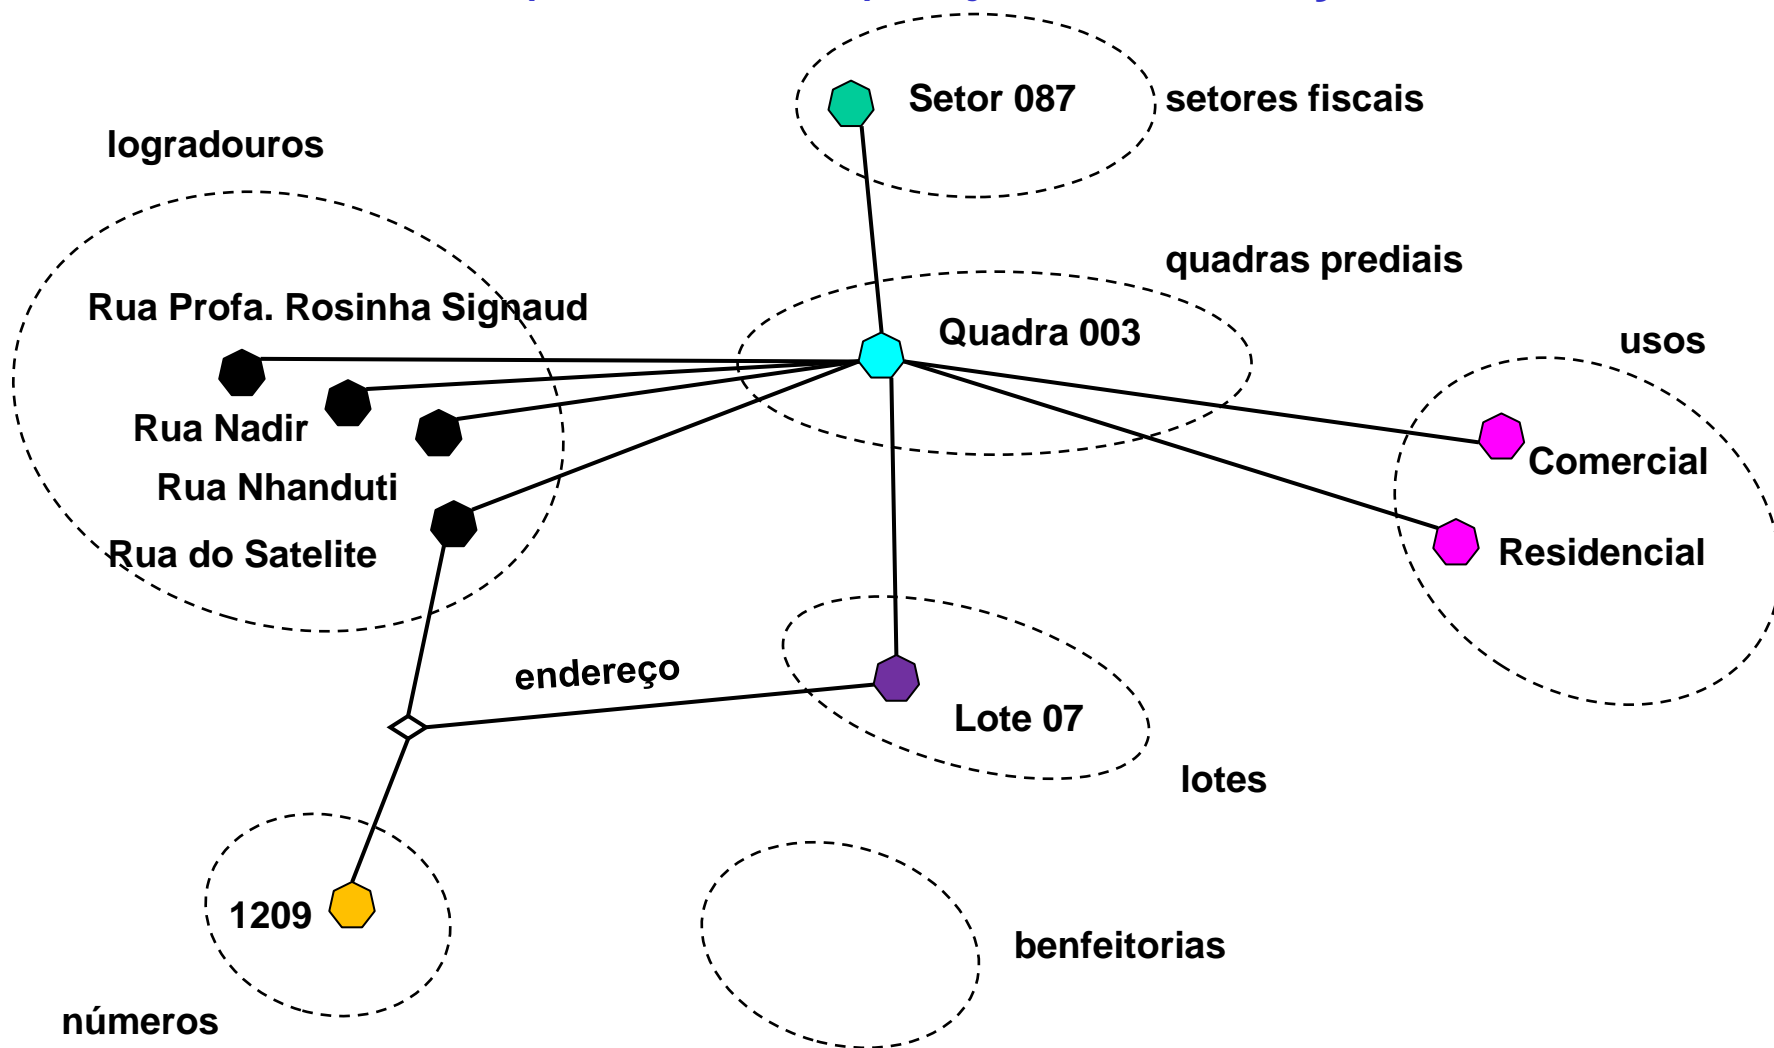 Setor 087
setores fiscais
logradouros
quadras prediais
Rua Profa. Rosinha Signaud
Quadra 003
usos
Rua Nadir
Comercial
Rua Nhanduti
Rua do Satelite
Residencial
endereço
Lote 07
lotes
1209
benfeitorias
números